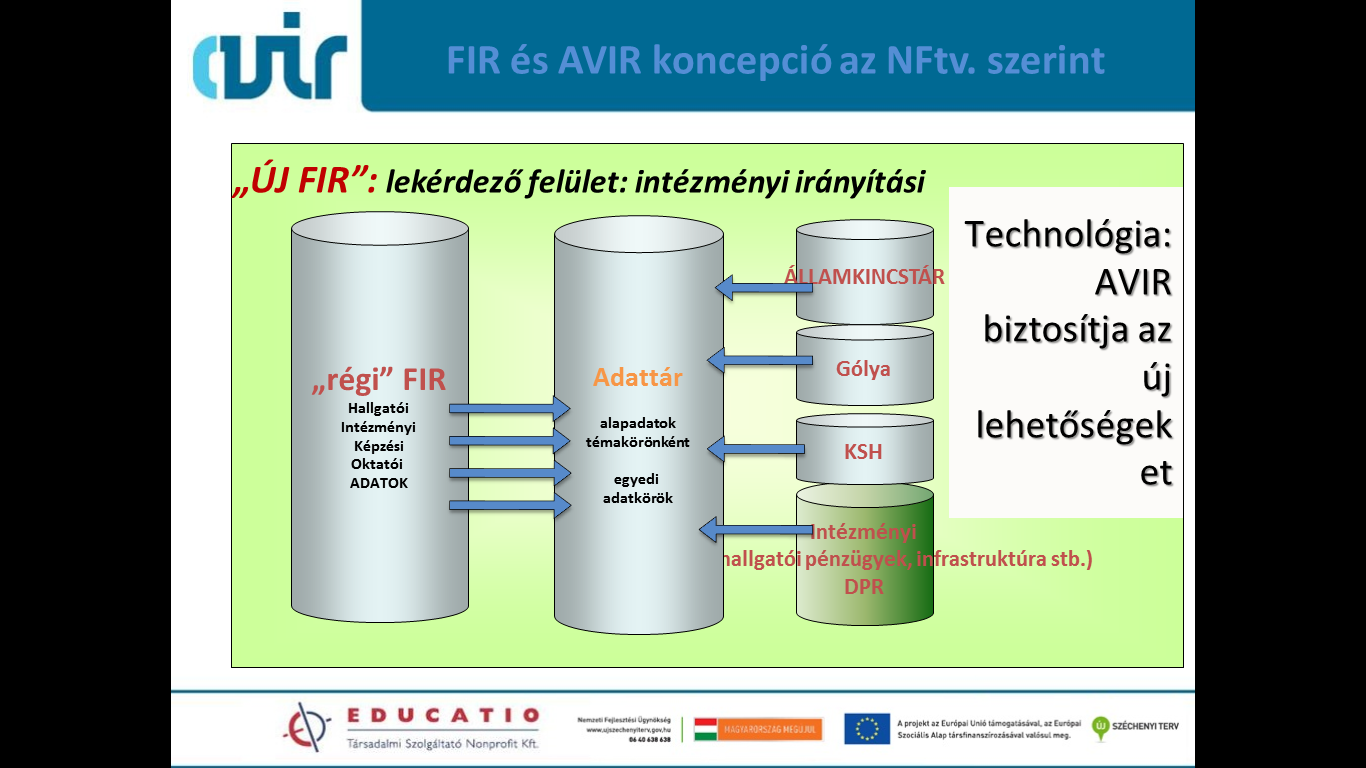 avir
FIR és AVIR koncepció az NFtv. szerint
„ÚJ FIR”: lekérdező felület: intézményi irányítási
„régi” FIR
Hallgatói
Intézményi
Képzési
Oktatói
ADATOK
Adattár
alapadatok
témakörönként
egyedi
adatkörök
ÁLLAMKINCSTÁR
Gólya
KSH
Intézményi
hallgatói pénzügyek, infrastruktúra stb.)
DPR
Technológia:
AVIR
biztosítja az
új
lehetőségek
et
EDUCATIO
Társadalmi Szolgáltató Nonprofit Kft.
Nemzeti Fejlesztési Ügynökség
www.ujszechenyiterv.gov.hu
06 40 638 638
MAGYARORSZÁG MEGÚJUL
A projekt az Európai Unió támogatásával, az Európai
Szociális Alap társfinanszírozásával valósul meg.
ÚJ SZÉCHENYI TERV